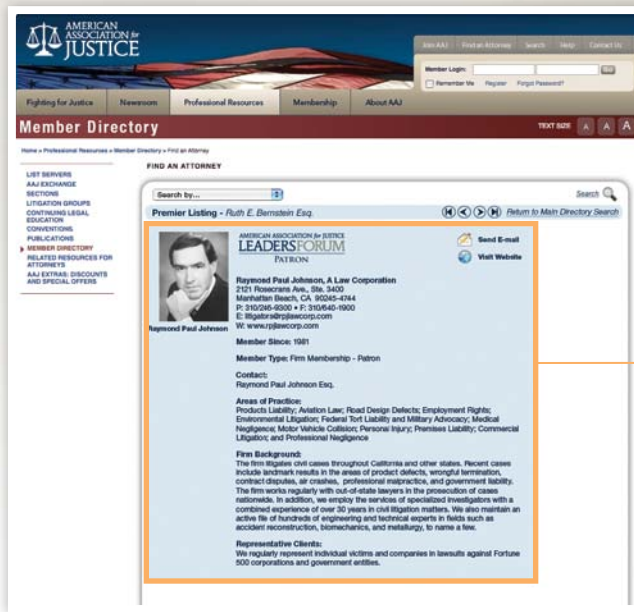 AMERICAN
ASSOCIATION for
JUSTICE
Join AAJ Find an Attorney Search Help Contact Us
Member Login: Go
Remember Me Register Forgot Password?
Fighting for Justice Newsroom Professional Resources Membership About AAJ
Member Directory
TEXT SIZE A A A
Home » Professional Resources » Member Directory » Find an Attorney
LIST SERVERS
AAJ EXCHANGE
SECTIONS
LITIGATION GROUPS
CONTINUING LEGAL
EDUCATION
CONVENTIONS
PUBLICATIONS
MEMBER DIRECTORY
RELATED RESOURCES FOR
ATTORNEYS
AAJ EXTRAS: DISCOUNTS
AND SPECIAL OFFERS
FIND AN ATTORNEY
Search by... Search
Premier Listing - Ruth E. Bernstein Esq. Return to Main Directory Search
Raymond Paul Johnson
AMERICAN ASSOCIATION for JUSTICE
LEADERS FORUM
PATRON
Send E-mail
Visit Website
Raymond Paul Johnson, A Law Corporation
2121 Rosecrans Ave., Ste. 3400
Manhattan Beach, CA 90245-4744
P: 310/246-9300 • F: 310/640-1900
E: litigators@rpjlawcorp.com
W: www.rpjlawcorp.com
Member Since: 1981
Member Type: Firm Membership - Patron
Contact:
Raymond Paul Johnson Esq.
Areas of Practice:
Products Liability; Aviation Law; Road Design Defects; Employment Rights;
Environmental Litigation; Federal Tort Liability and Military Advocacy; Medical
Negligence; Motor Vehicle Collision; Personal Injury; Premises Liability; Commercial
Litigation; and Professional Negligence
Firm Background:
The firm litigates civil cases throughout California and other states. Recent cases
include landmark results in the areas of product defects, wrongful termination,
contract disputes, air crashes, professional malpractice, and government liability.
The firm works regularly with out-of-state lawyers in the prosecution of cases
nationwide. In addition, we employ the services of specialized investigators with a
combined experience of over 30 years in civil litigation matters. We also maintain an
active file of hundreds of engineering and technical experts in fields such as
accident reconstruction, biomechanics, and metallurgy, to name a few.
Representative Clients:
We regularly represent individual victims and companies in lawsuits against Fortune
500 corporations and government entities.